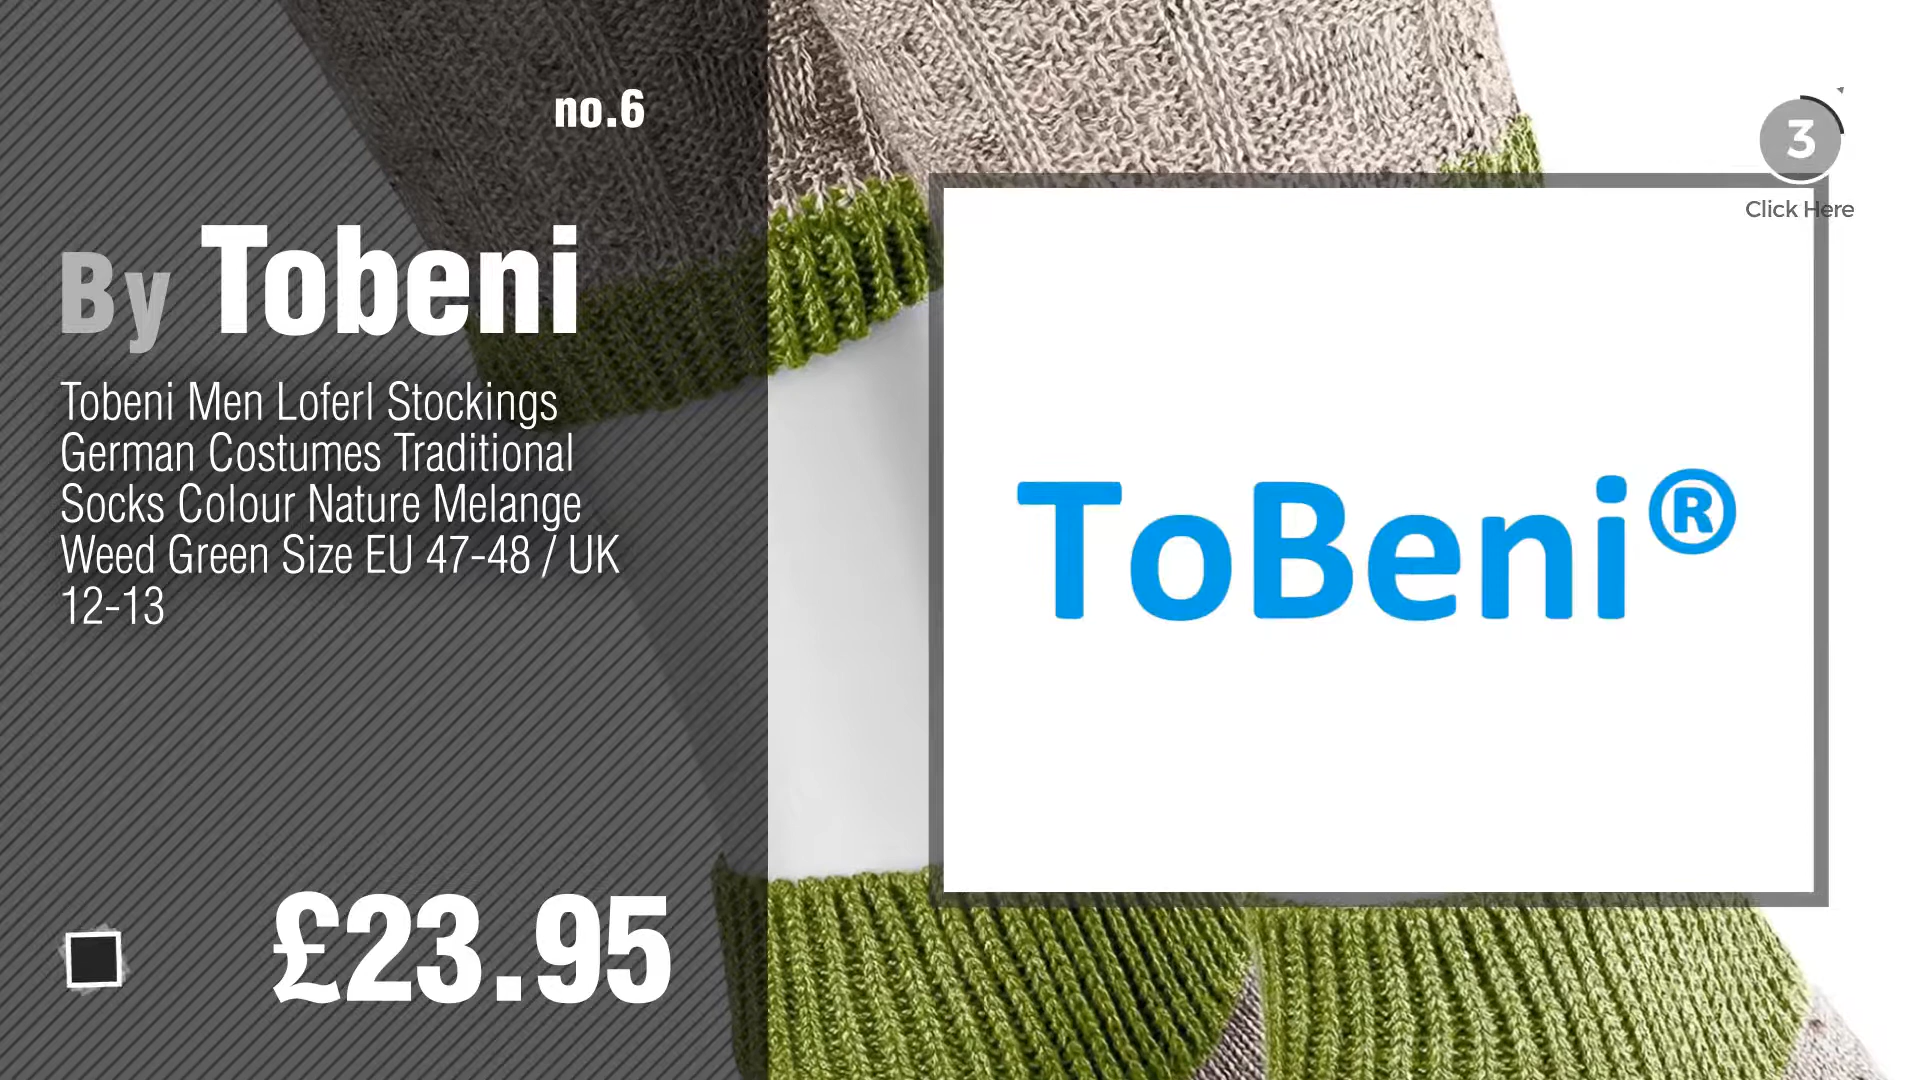 no.6
By Tobeni
Tobeni Men Loferl Stockings
German Costumes Traditional
Socks Colour Nature Melange
Weed Green Size EU 47-48 / UK
12-13
£23.95
3
Click Here
ToBeni®